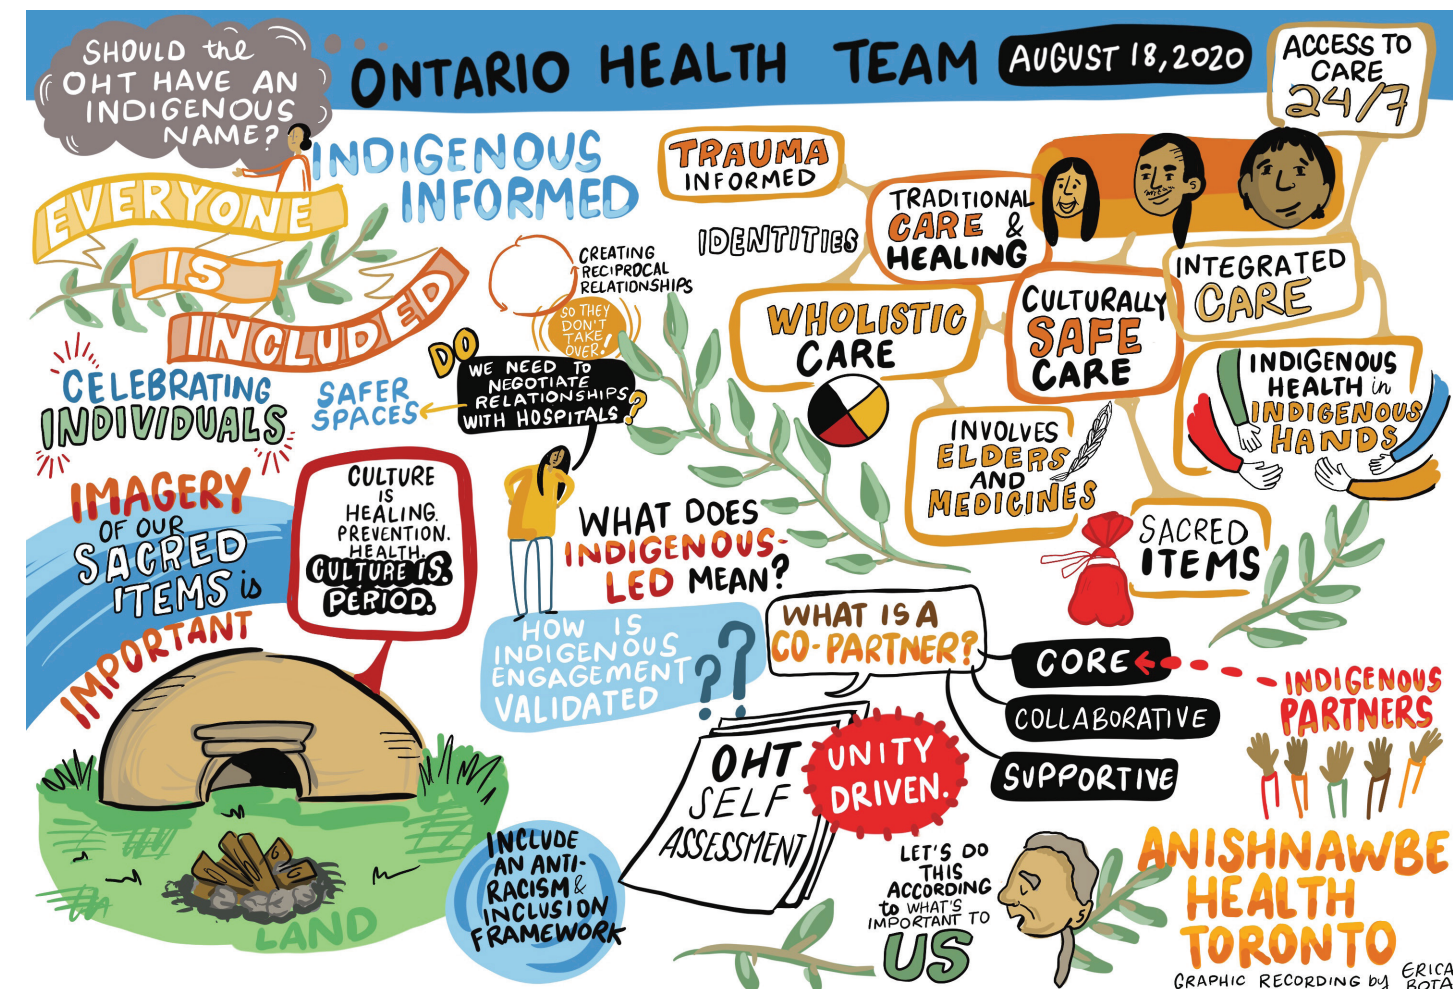 SHOULD the
OHT HAVE AN
INDIGENOUS
NAME?
ONTARIO HEALTH TEAM
AUGUST 18, 2020
ACCESS TO
CARE
24/7
EVERYONE
IS
INCLUDED
INDIGENOUS
INFORMED
TRAUMA
INFORMED
IDENTITIES
TRADITIONAL
CARE &
HEALING
CREATING
RECIPROCAL
RELATIONSHIPS
SO THEY
DON'T
TAKE
OVER!
WHOLISTIC
CARE
CULTURALLY
SAFE
CARE
INTEGRATED
CARE
INDIGENOUS
HEALTH in
INDIGENOUS
HANDS
CELEBRATING
INDIVIDUALS
SAFER
SPACES
DO
WE NEED TO
NEGOTIATE
RELATIONSHIPS
WITH HOSPITALS?
INVOLVES
ELDERS
AND
MEDICINES
SACRED
ITEMS
IMAGERY
OF OUR
SACRED
ITEMS is
IMPORTANT
CULTURE
IS
HEALING.
PREVENTION.
HEALTH.
CULTURE IS.
PERIOD.
WHAT DOES
INDIGENOUS-
LED MEAN?
HOW IS
INDIGENOUS
ENGAGEMENT
VALIDATED
??
WHAT IS A
CO-PARTNER?
CORE
COLLABORATIVE
SUPPORTIVE
INDIGENOUS
PARTNERS
OHT
SELF
ASSESSMENT
UNITY
DRIVEN.
LAND
INCLUDE
AN ANTI-
RACISM &
INCLUSION
FRAMEWORK
LET'S DO
THIS
ACCORDING
to WHAT'S
IMPORTANT TO
US
ANISHNAWBE
HEALTH
TORONTO
GRAPHIC RECORDING by ERICA